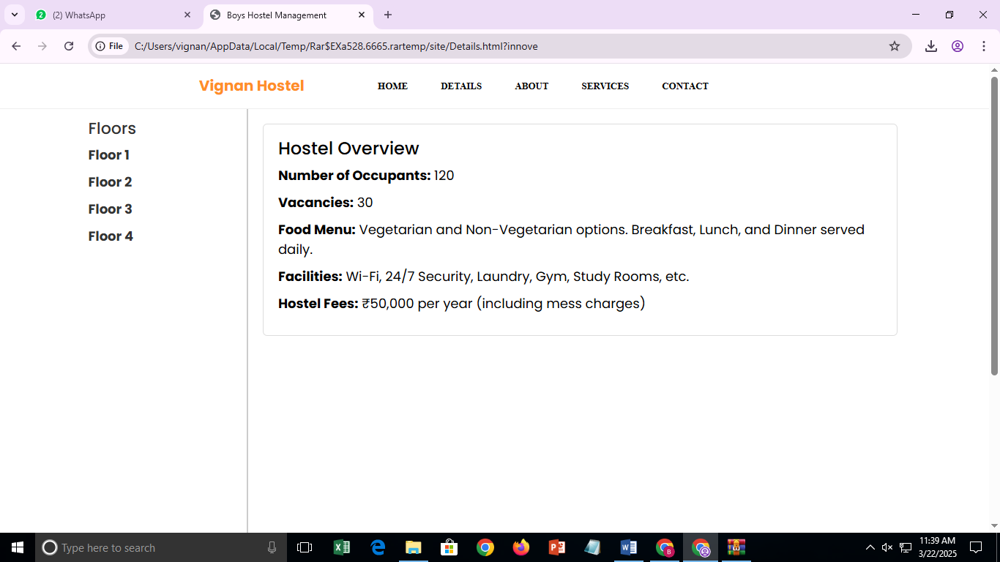 2 (2) WhatsApp
Boys Hostel Management
File C:/Users/vignan/AppData/Local/Temp/Rar$EXa528.6665.rartemp/site/Details.html?innove
Vignan Hostel HOME DETAILS ABOUT SERVICES CONTACT
Floors
Floor 1
Floor 2
Floor 3
Floor 4
Hostel Overview
Number of Occupants: 120
Vacancies: 30
Food Menu: Vegetarian and Non-Vegetarian options. Breakfast, Lunch, and Dinner served
daily.
Facilities: Wi-Fi, 24/7 Security, Laundry, Gym, Study Rooms, etc.
Hostel Fees: ₹50,000 per year (including mess charges)
Type here to search
B
11:39 AM
3/22/2025